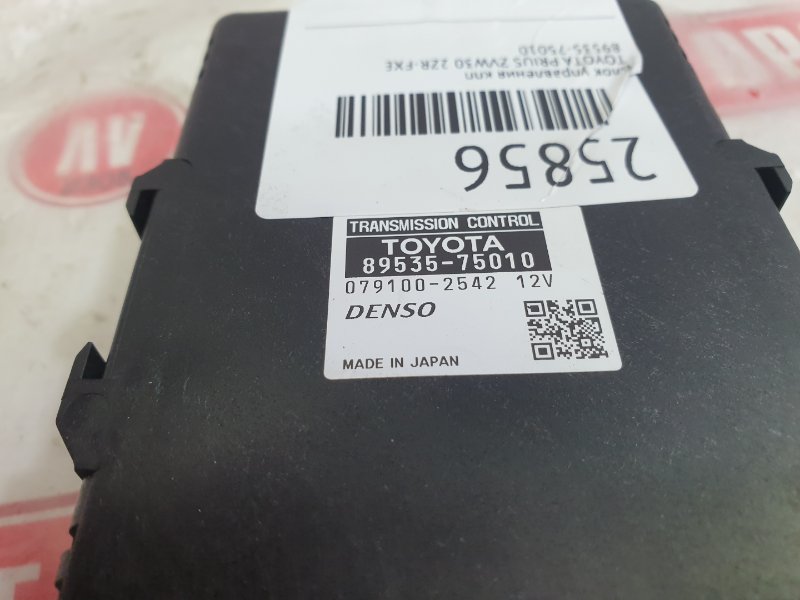 блок управления кпп
TOYOTA PRIUS ZVW30 2ZR-FXE
89535-75010
25856
TRANSMISSION CONTROL
TOYOTA
89535-75010
079100-2542 12V
DENSO
MADE IN JAPAN
AV